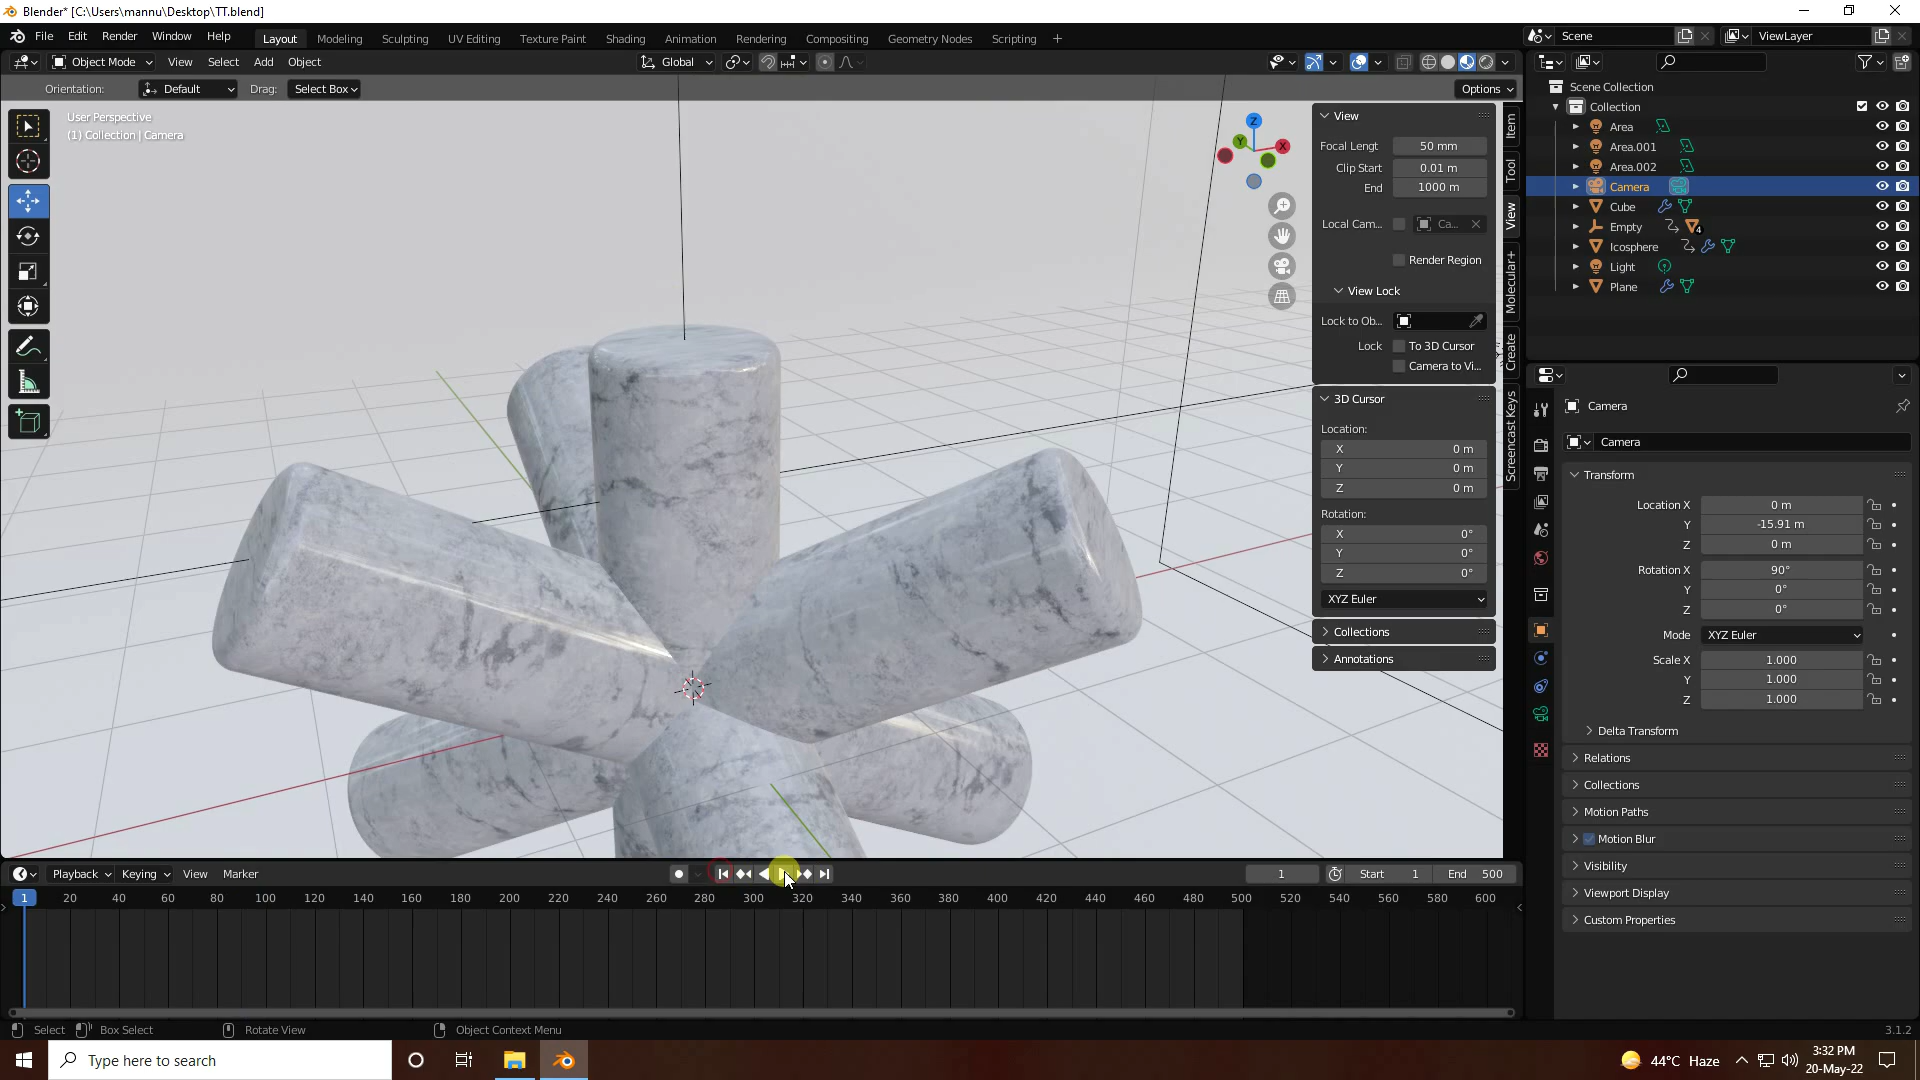 Blender* [C:\Users\mannu\Desktop\TT.blend]
File Edit Render Window Help Layout Modeling Sculpting UV Editing Texture Paint Shading Animation Rendering Compositing Geometry Nodes Scripting + Scene ViewLayer
Object Mode View Select Add Object Global
Orientation: Default Drag: Select Box Options
User Perspective
(1) Collection | Camera
Z
Y
X
View
Focal Lengt 50 mm
Clip Start 0.01 m
End 1000 m
Local Cam... Ca...
Render Region
View Lock
Lock to Ob...
Lock To 3D Cursor
Camera to Vi...
3D Cursor
Location:
X 0 m
Y 0 m
Z 0 m
Rotation:
X 0°
Y 0°
Z 0°
XYZ Euler
Collections
Annotations
Item
Tool
View
Molecular+
Create
Screencast Keys
Scene Collection
Collection
Area
Area.001
Area.002
Camera
Cube
Empty 4
Icosphere
Light
Plane
Camera
Camera
Transform
Location X 0 m
Y -15.91 m
Z 0 m
Rotation X 90°
Y 0°
Z 0°
Mode XYZ Euler
Scale X 1.000
Y 1.000
Z 1.000
Delta Transform
Relations
Collections
Motion Paths
Motion Blur
Visibility
Viewport Display
Custom Properties
Playback Keying View Marker 1 Start 1 End 500
1 20 40 60 80 100 120 140 160 180 200 220 240 260 280 300 320 340 360 380 400 420 440 460 480 500 520 540 560 580 600
Select Box Select Rotate View Object Context Menu 3.1.2
Type here to search
44°C Haze
3:32 PM
20-May-22